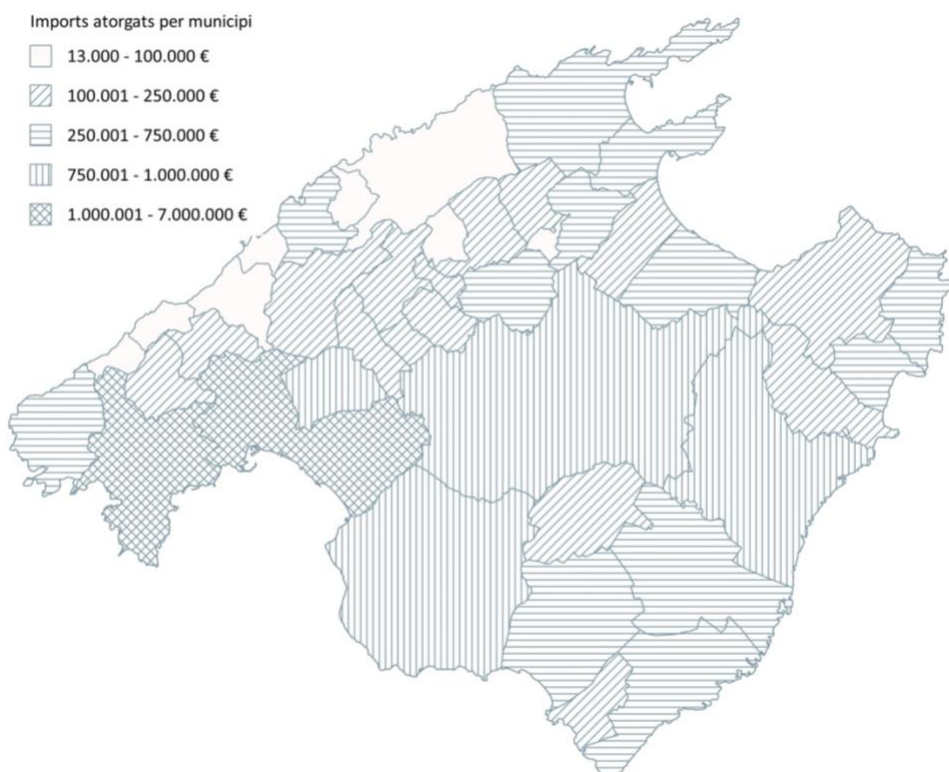 Imports atorgats per municipi
13.000 - 100.000 €
100.001 - 250.000 €
250.001 - 750.000 €
750.001 - 1.000.000 €
1.000.001 - 7.000.000 €